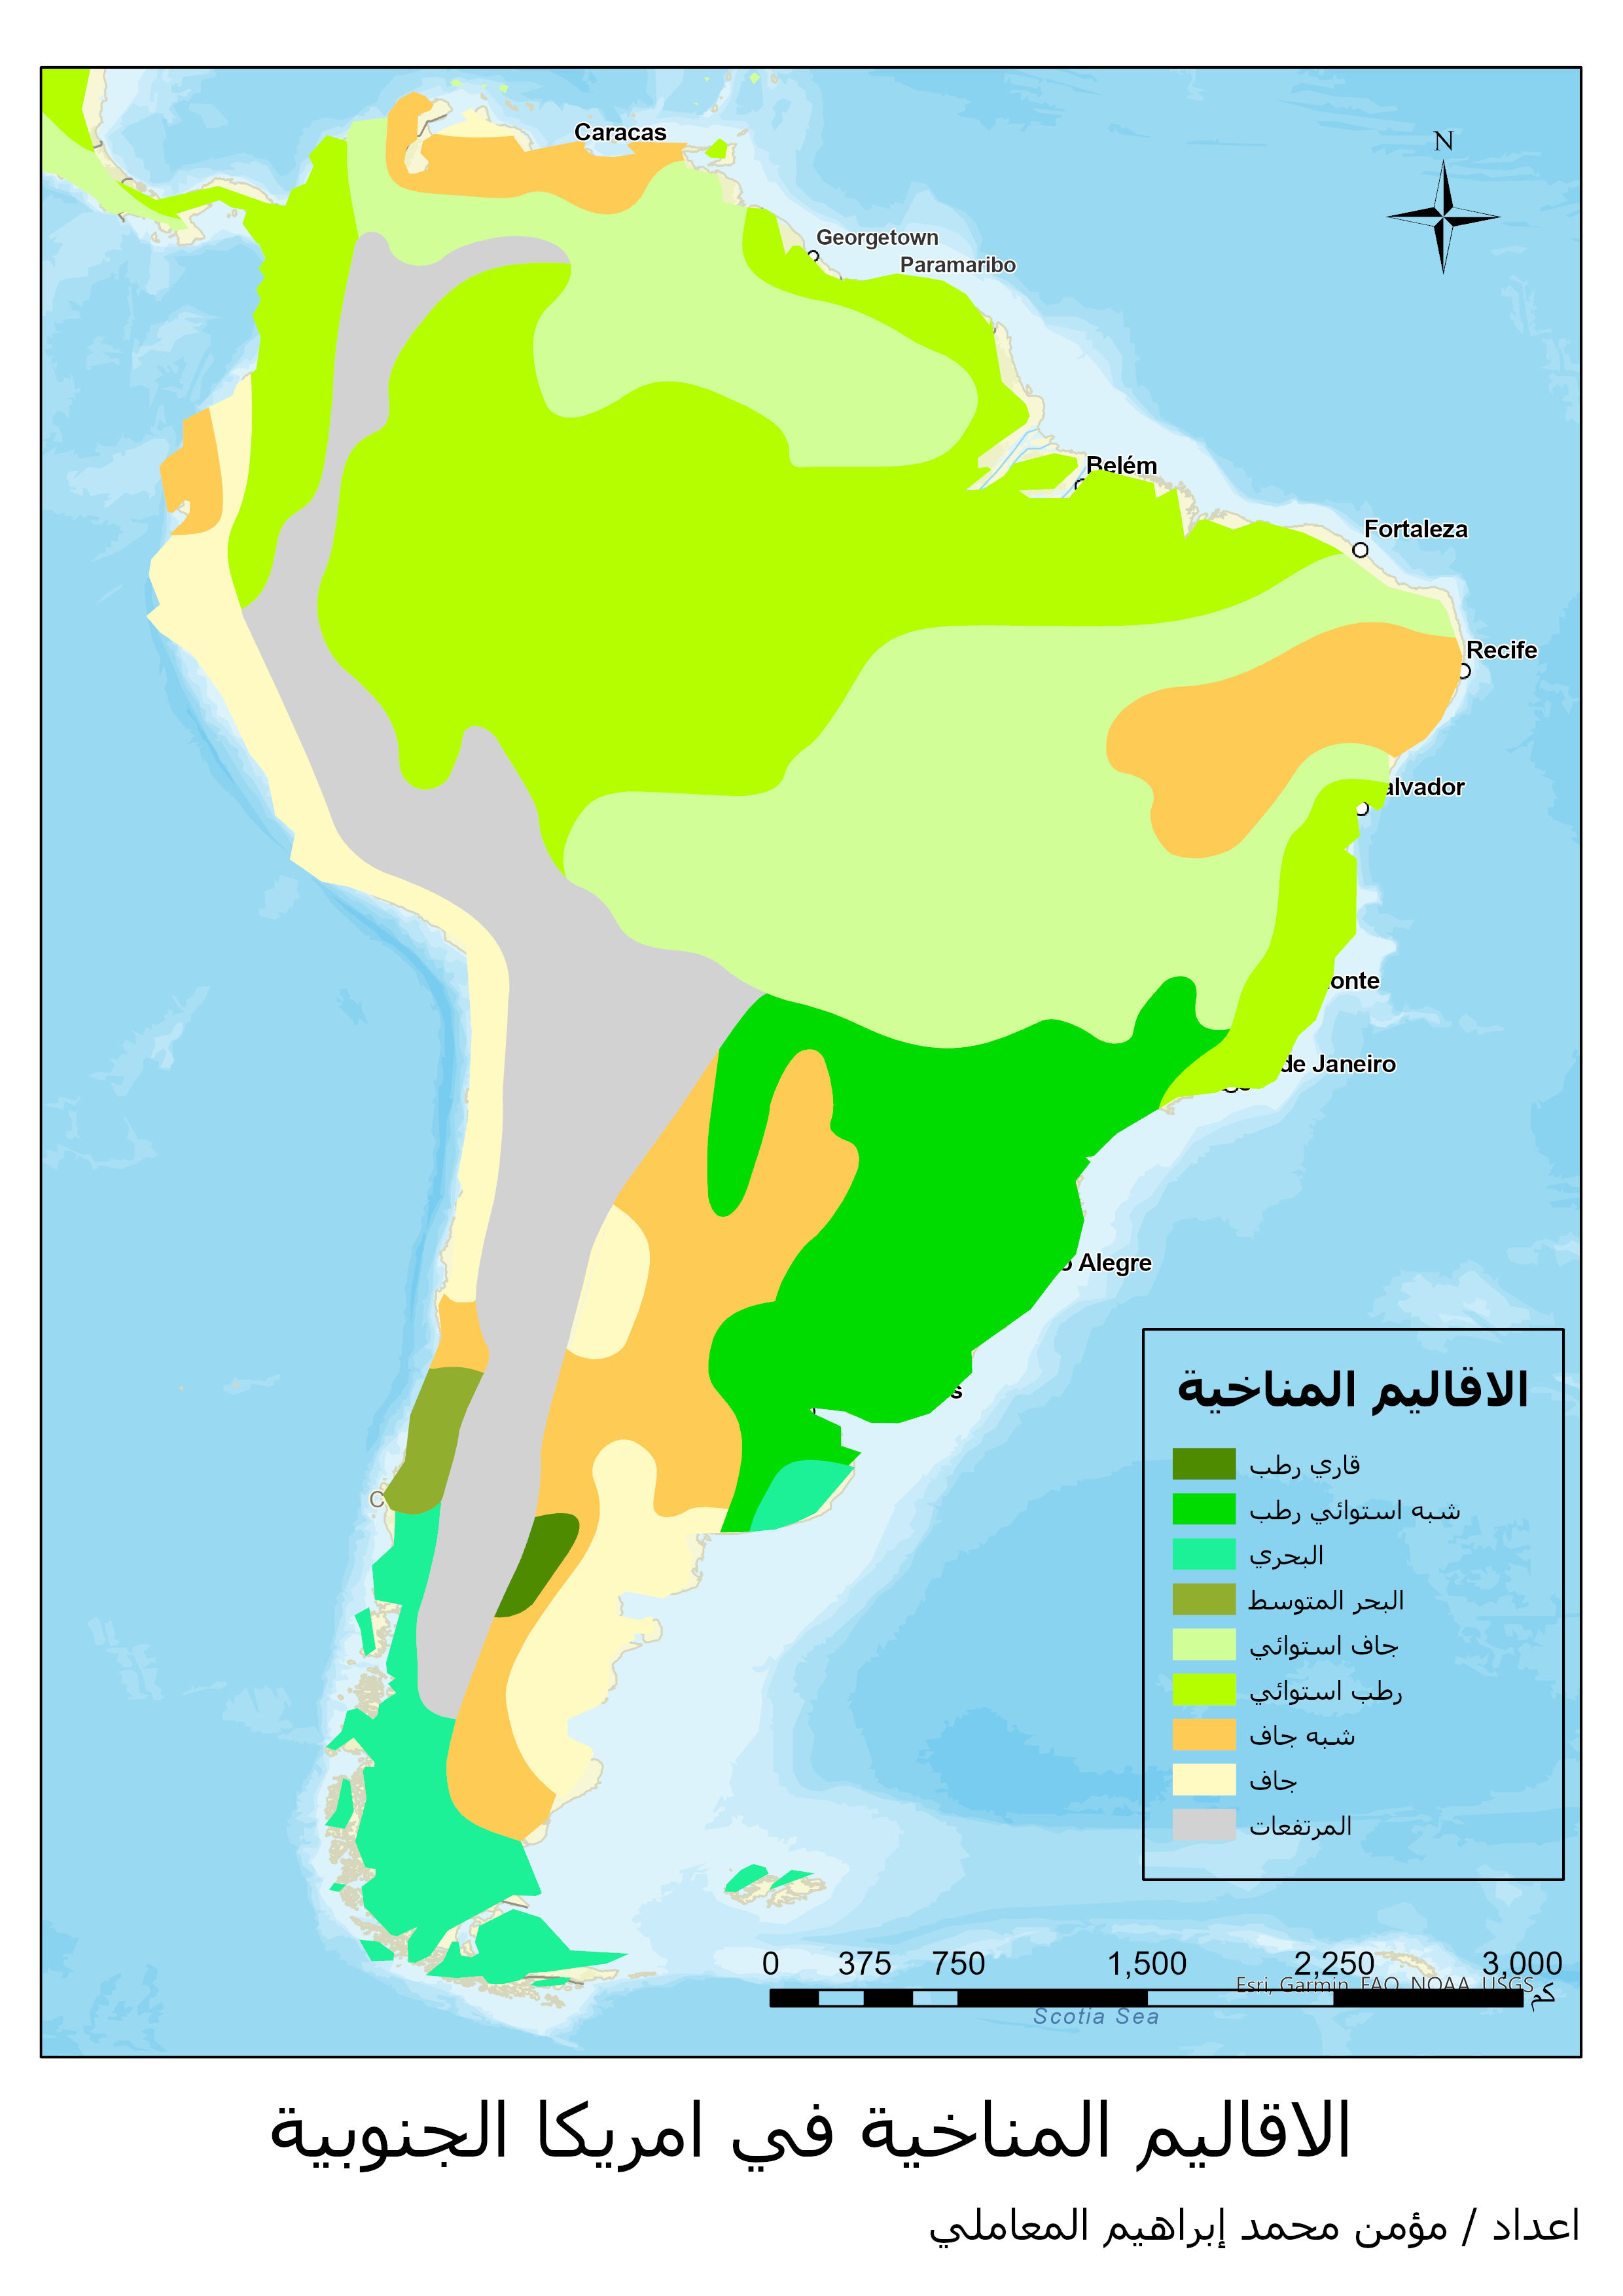 Caracas
N
Georgetown
Paramaribo
Belém
Fortaleza
Recife
alvador
onte
de Janeiro
o Alegre
s
C
الاقاليم المناخية
قاري رطب
شبه استوائي رطب
البحري
البحر المتوسط
جاف استوائي
رطب استوائي
شبه جاف
جاف
المرتفعات
0 375 750 1,500 2,250 3,000
Esri, Garmin, FAO, NOAA, USGS
كم
Scotia Sea
الاقاليم المناخية في امريكا الجنوبية
اعداد / مؤمن محمد إبراهيم المعاملي